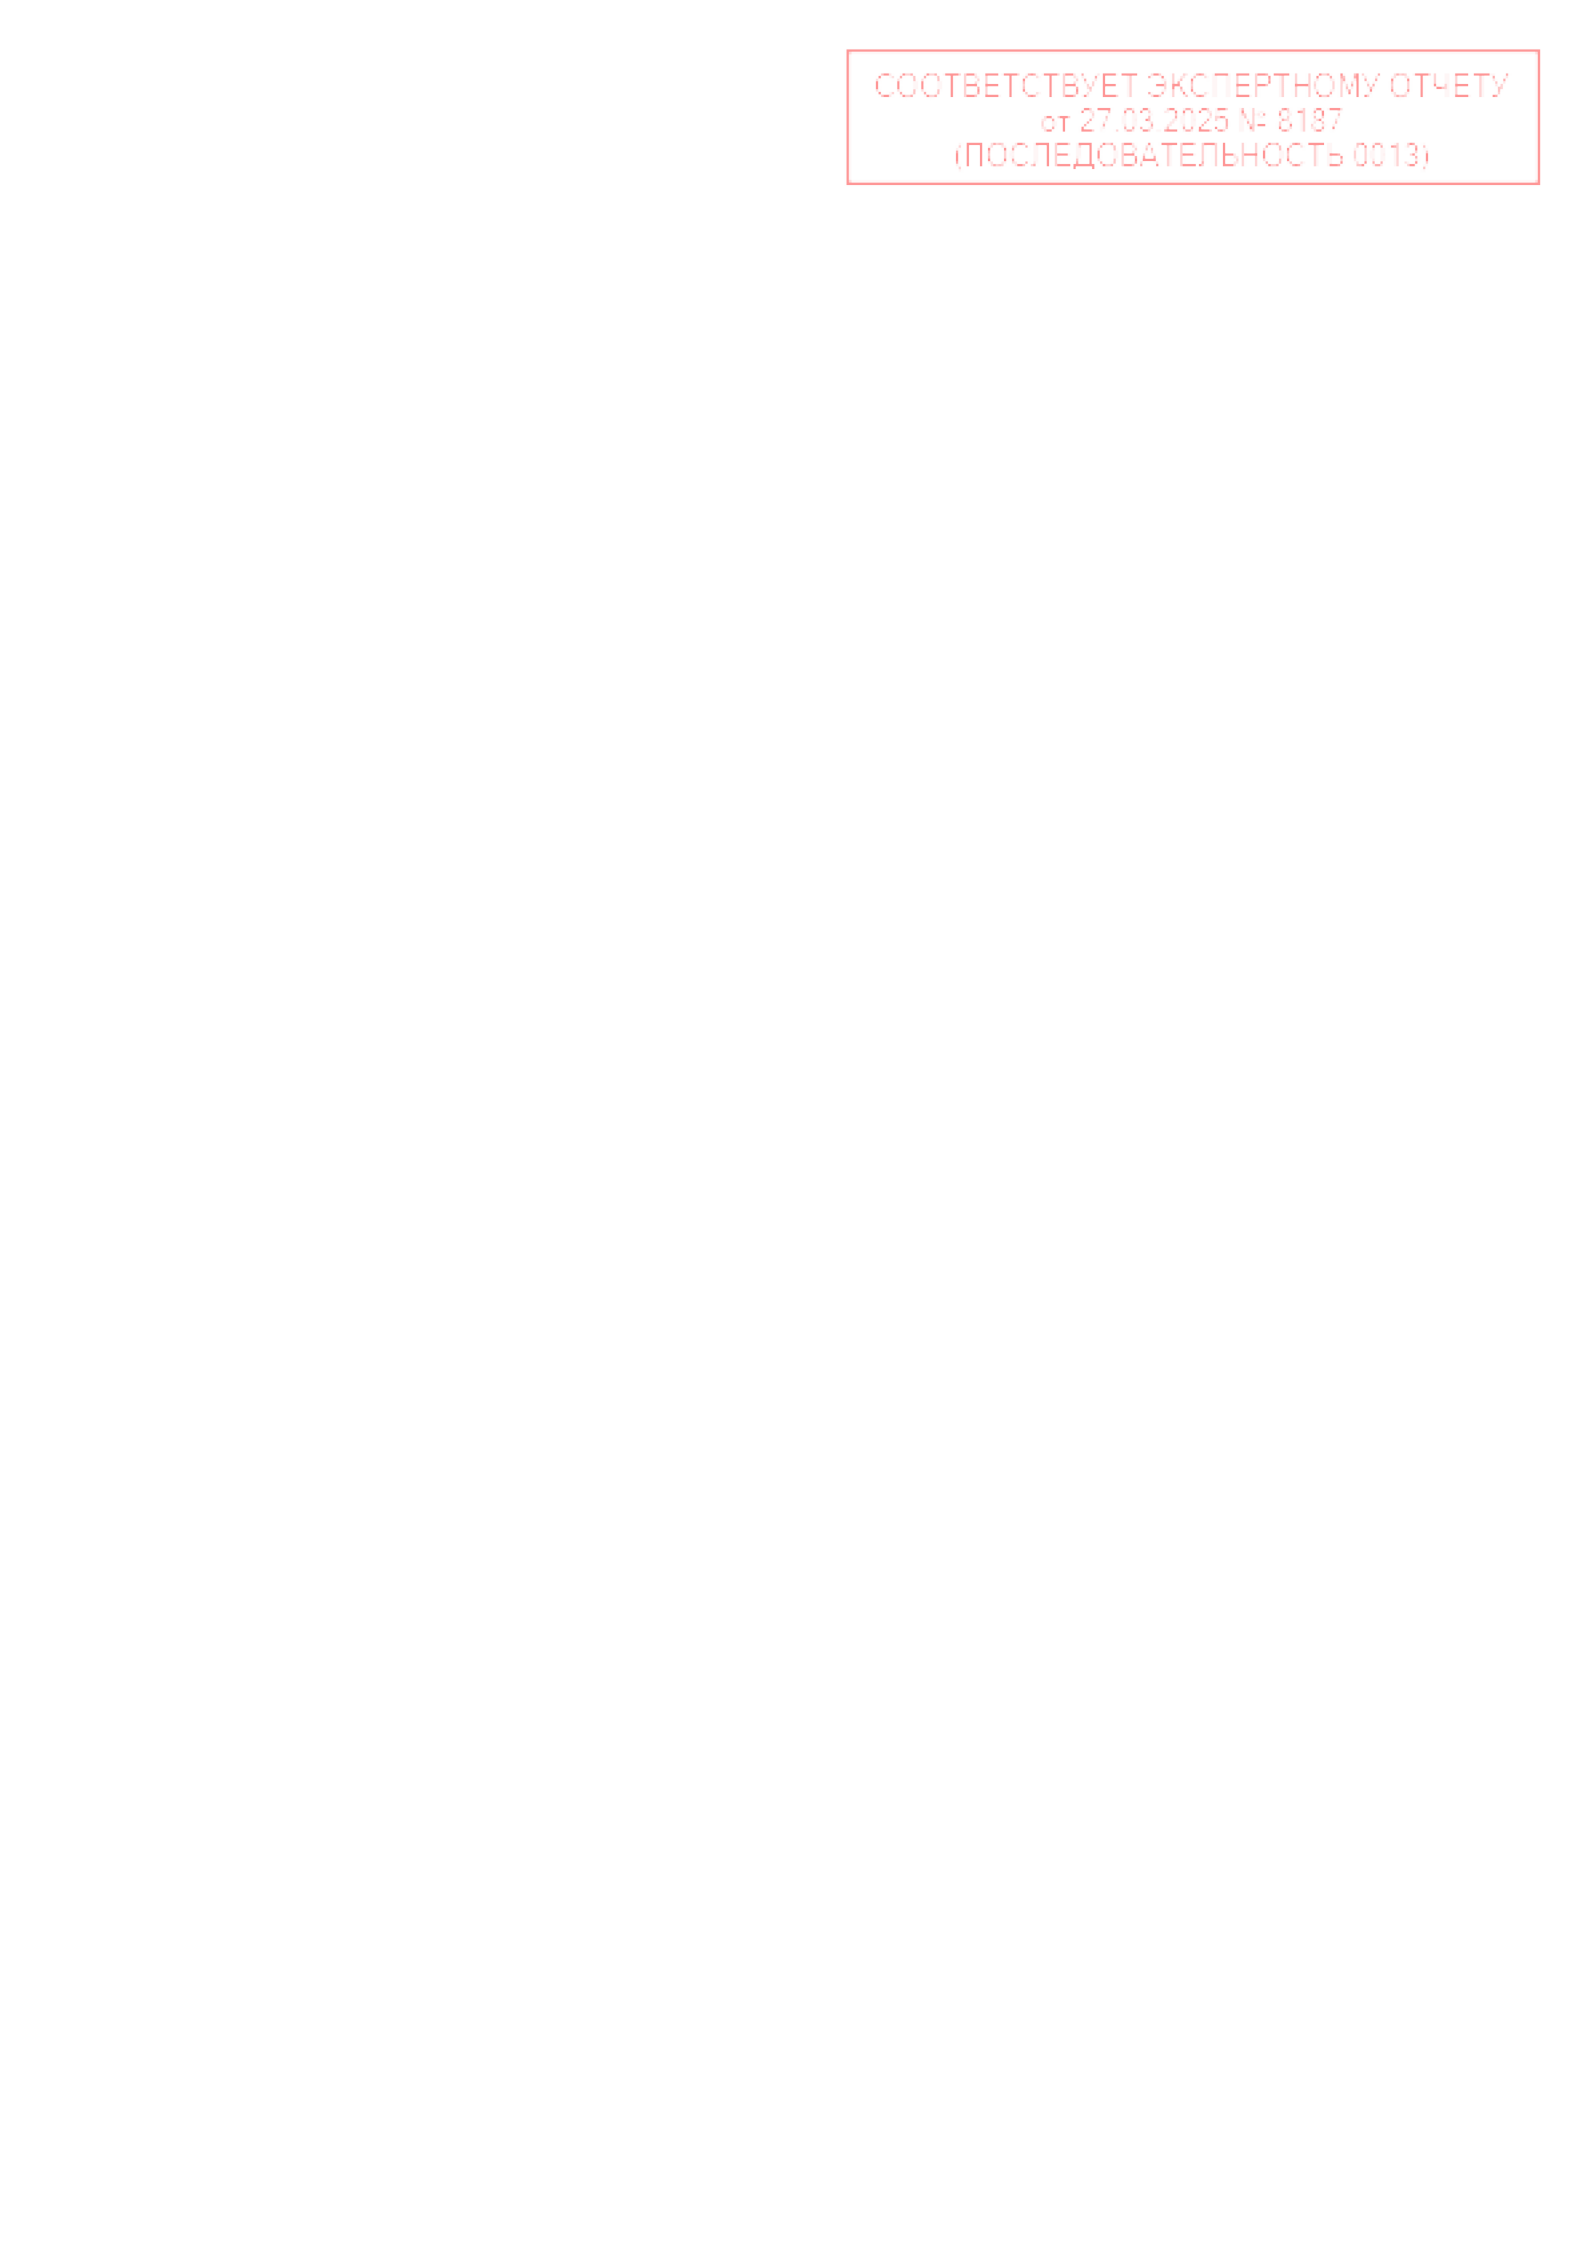 СООТВЕТСТВУЕТ ЭКСПЕРТНОМУ ОТЧЕТУ
от 27.03.2025 № 8187
(ПОСЛЕДОВАТЕЛЬНОСТЬ 0013)